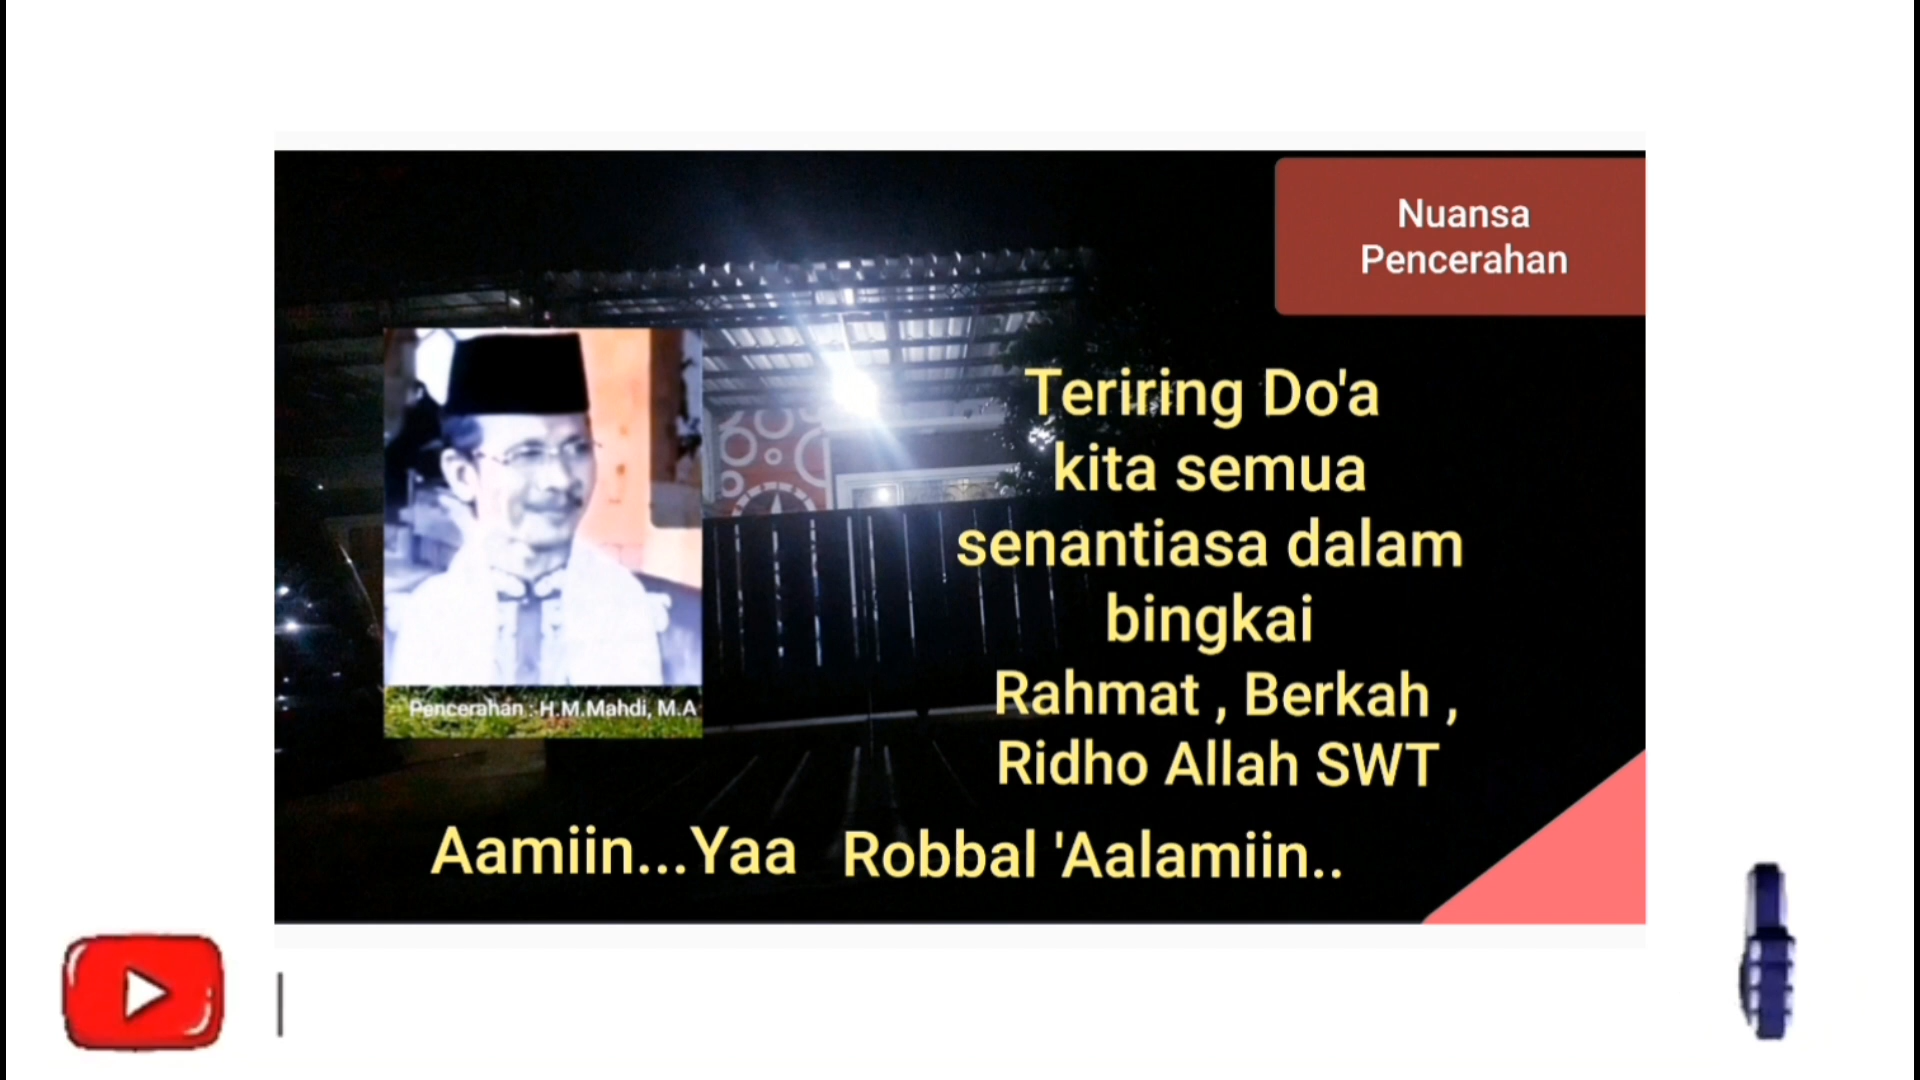 Nuansa
Pencerahan
Teriring Do'a
kita semua
senantiasa dalam
bingkai
Rahmat , Berkah ,
Ridho Allah SWT
Pencerahan : H.M.Mahdi, M.A
Aamiin...Yaa Robbal 'Aalamiin..